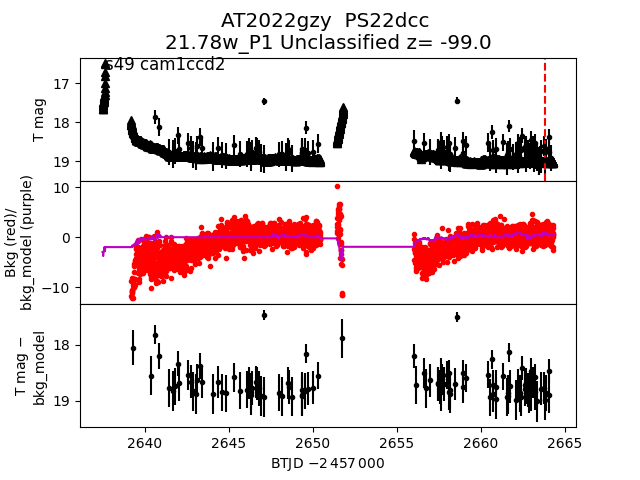 AT2022gzy  PS22dcc
21.78w_P1 Unclassified z= -99.0
s49 cam1ccd2
T mag
17
18
19
Bkg (red)/
bkg_model (purple)
10
0
−10
T mag −
bkg_model
18
19
2640
2645
2650
2655
2660
2665
BTJD −2 457 000